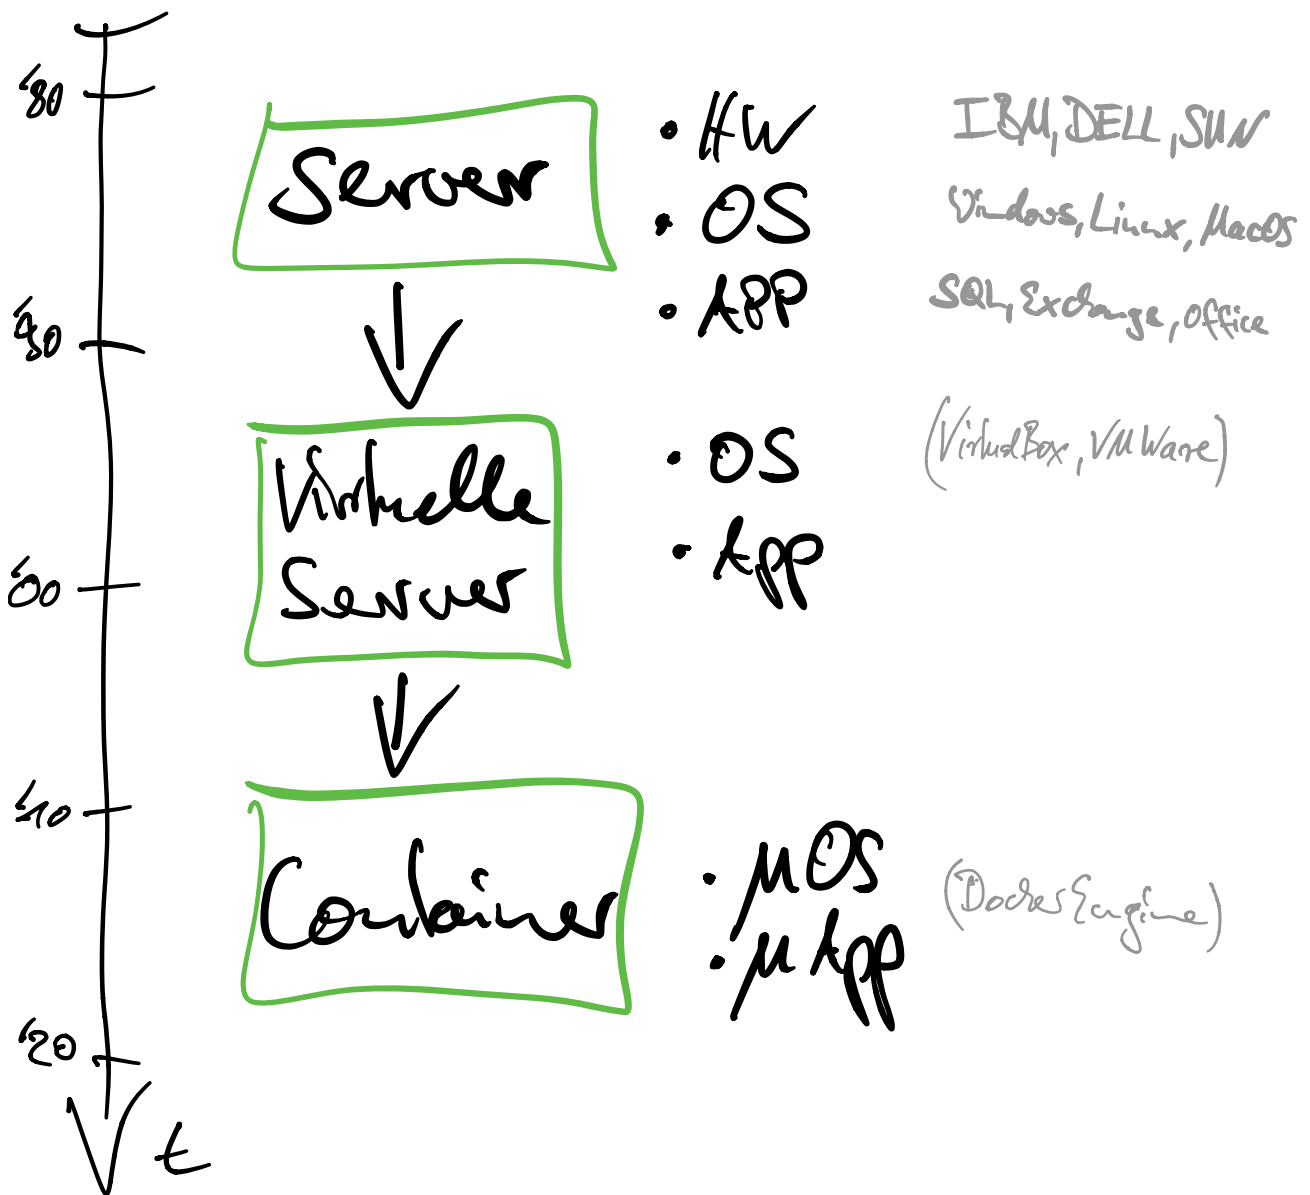 '80
Server
• HW
IBM, DELL, SUN
• OS
Windows, Linux, MacOS
• APP
SQL, Exchange, Office
'90
Virtuelle
Server
• OS
(VirtualBox, VMWare)
• App
'00
'10
Container
• µOS
(Docker Engine)
• µApp
'20
t